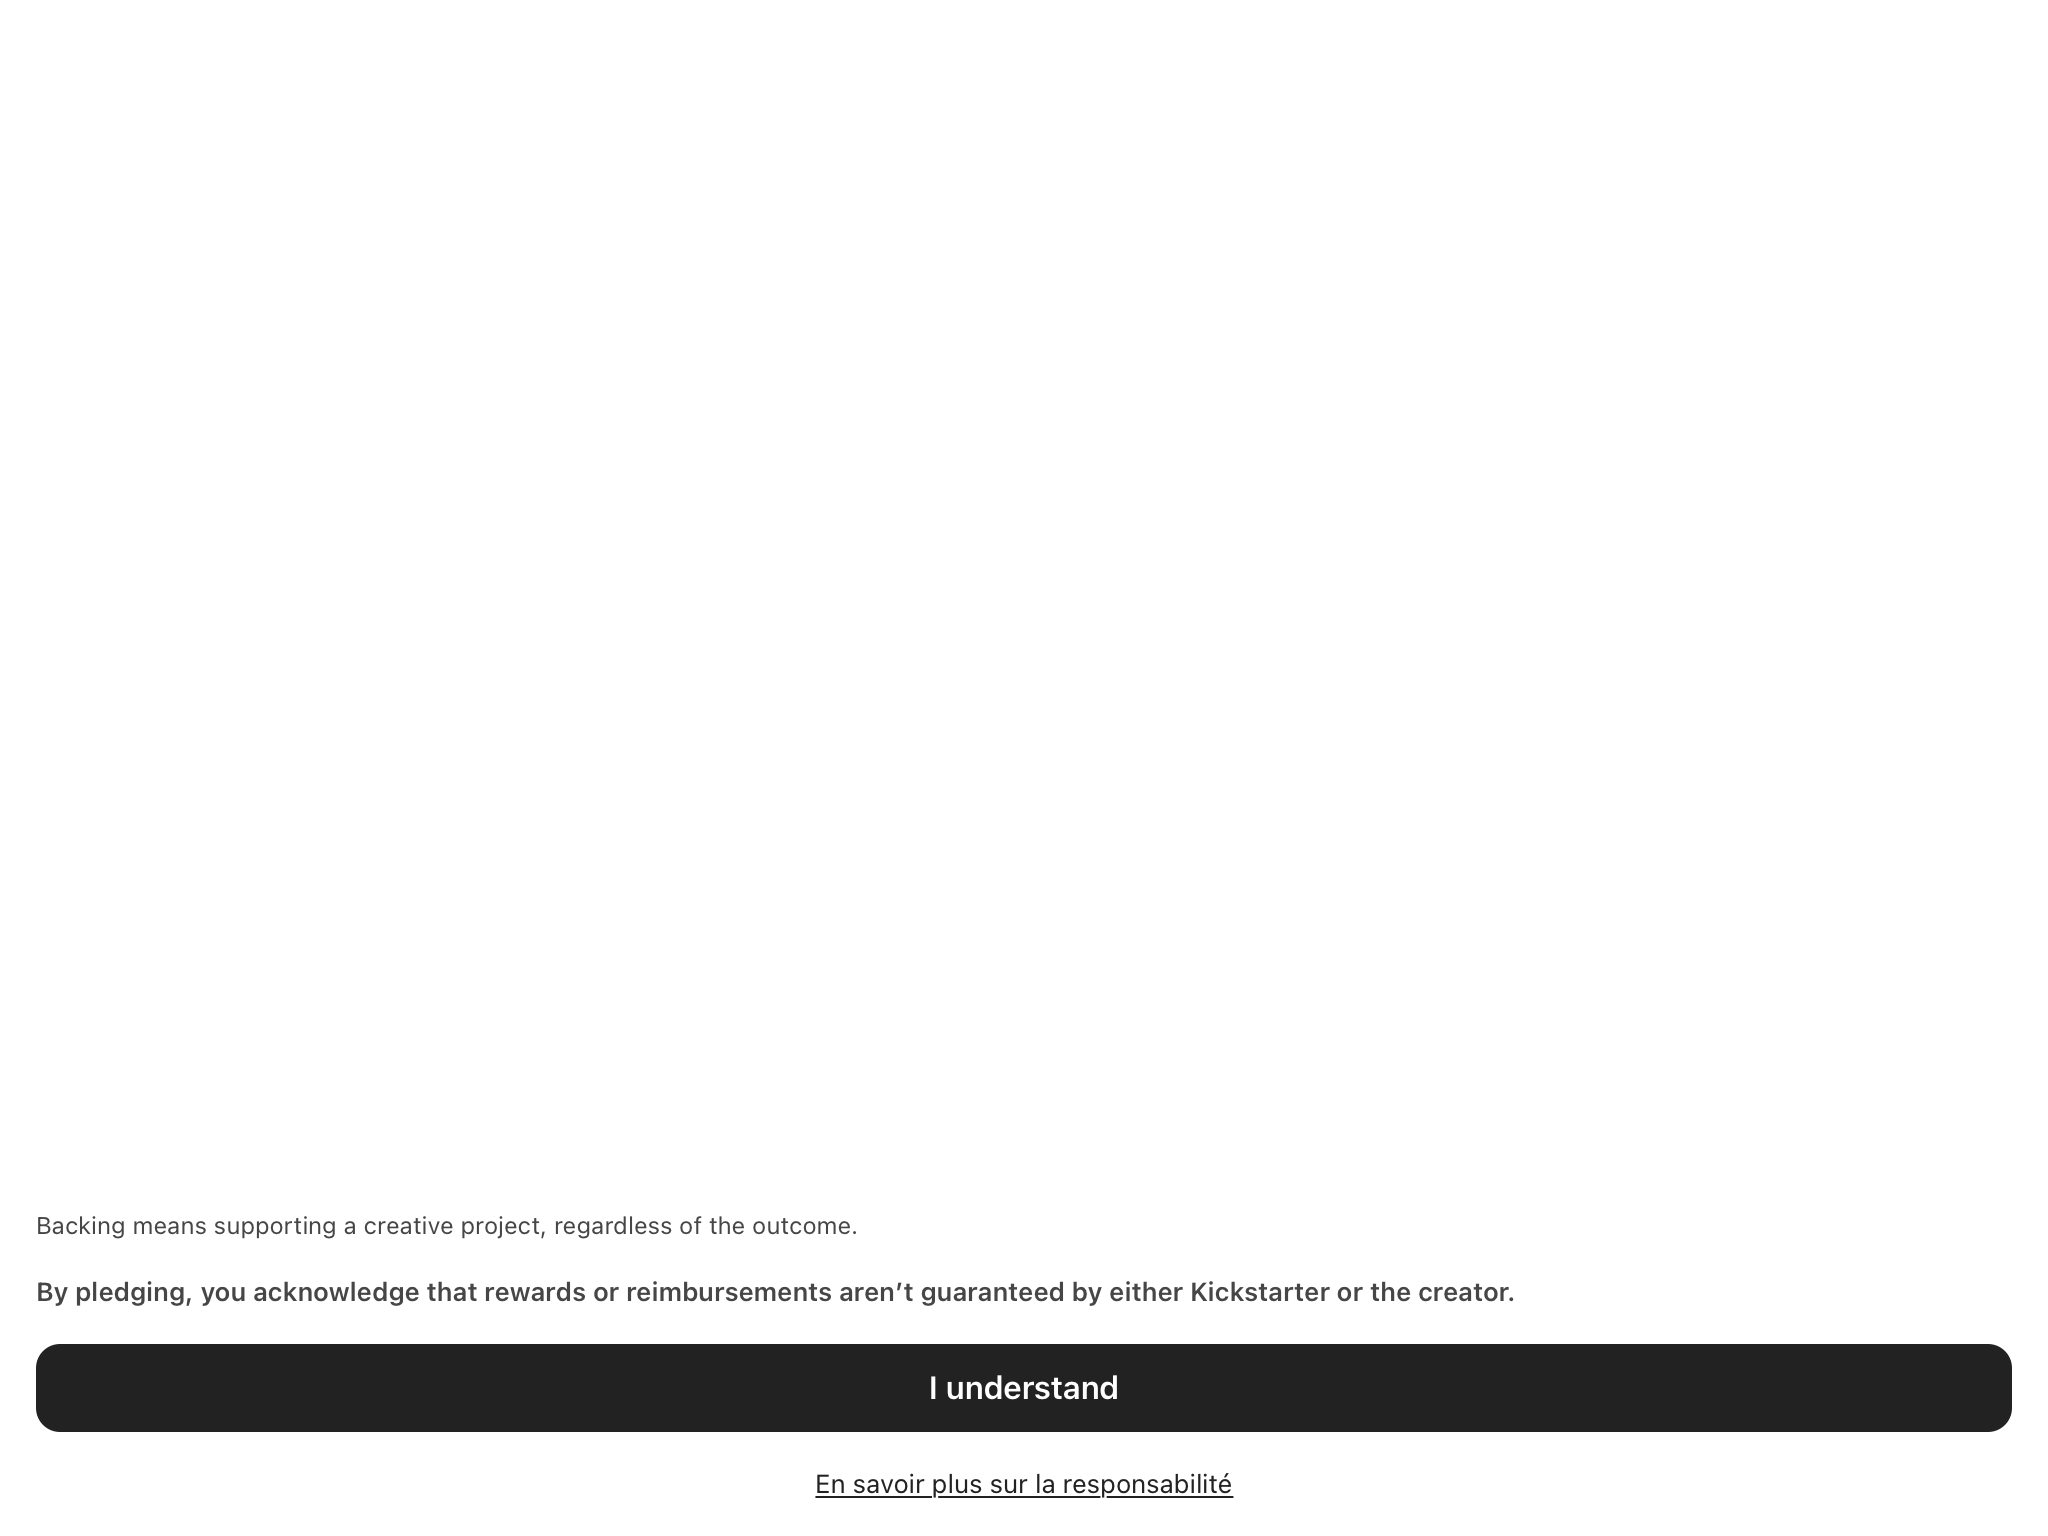 Backing means supporting a creative project, regardless of the outcome.
By pledging, you acknowledge that rewards or reimbursements aren’t guaranteed by either Kickstarter or the creator.
I understand
En savoir plus sur la responsabilité